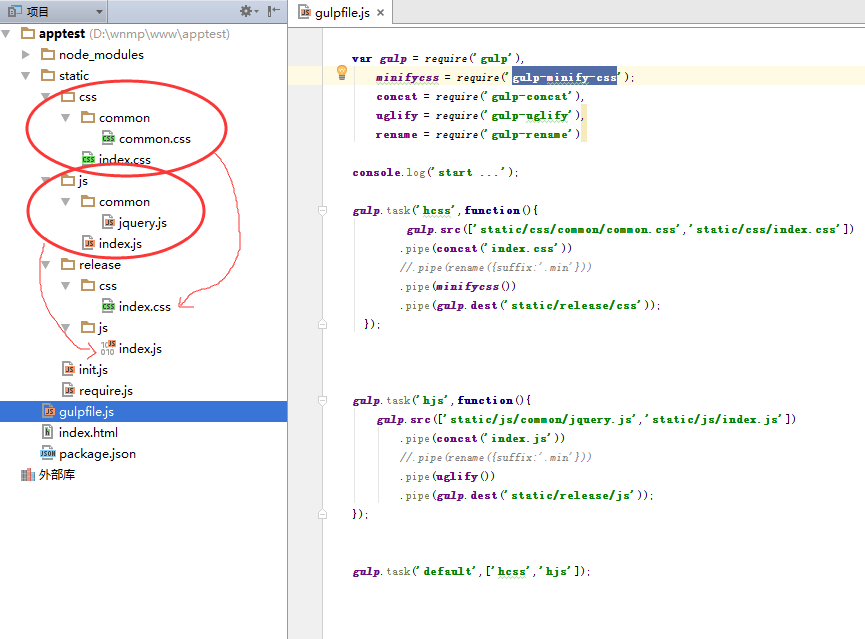 项目
apptest (D:\wnmp\www\apptest)
node_modules
static
css
common
common.css
index.css
js
common
jquery.js
index.js
release
css
index.css
js
index.js
init.js
require.js
gulpfile.js
index.html
package.json
外部库
gulpfile.js
var gulp = require('gulp'),
minifycss = require('gulp-minify-css');
concat = require('gulp-concat'),
uglify = require('gulp-uglify'),
rename = require('gulp-rename')
console.log('start ...');
gulp.task('hcss',function(){
gulp.src(['static/css/common/common.css','static/css/index.css'])
.pipe(concat('index.css'))
//.pipe(rename({suffix:'.min'}))
.pipe(minifycss())
.pipe(gulp.dest('static/release/css'));
});
gulp.task('hjs',function(){
gulp.src(['static/js/common/jquery.js','static/js/index.js'])
.pipe(concat('index.js'))
//.pipe(rename({suffix:'.min'}))
.pipe(uglify())
.pipe(gulp.dest('static/release/js'));
});
gulp.task('default',['hcss','hjs']);